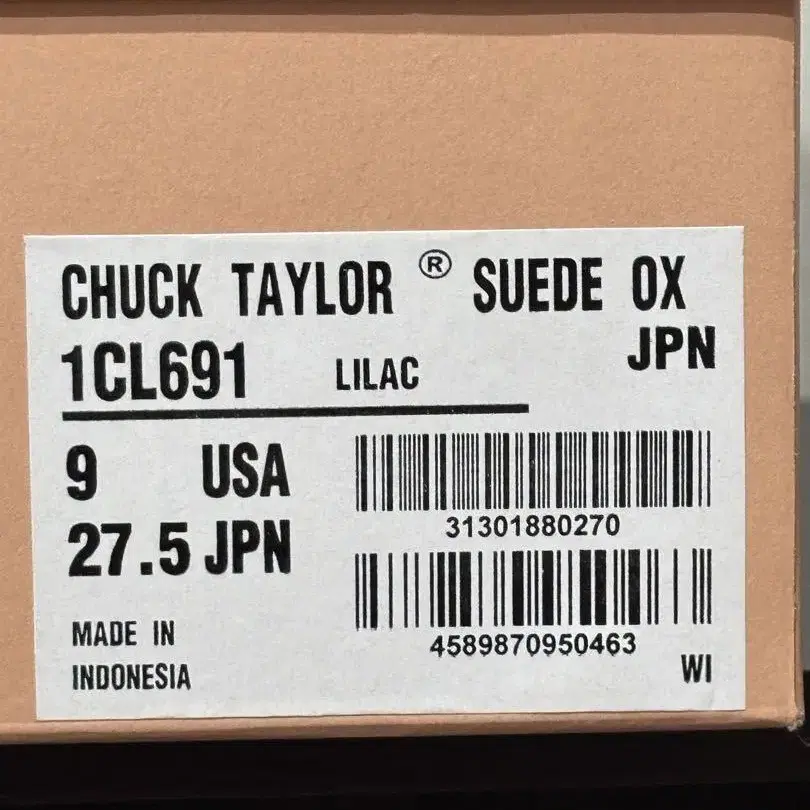 CHUCK TAYLOR ® SUEDE OX
1CL691 LILAC JPN
9 USA
27.5 JPN
31301880270
4589870950463
MADE IN
INDONESIA
WI